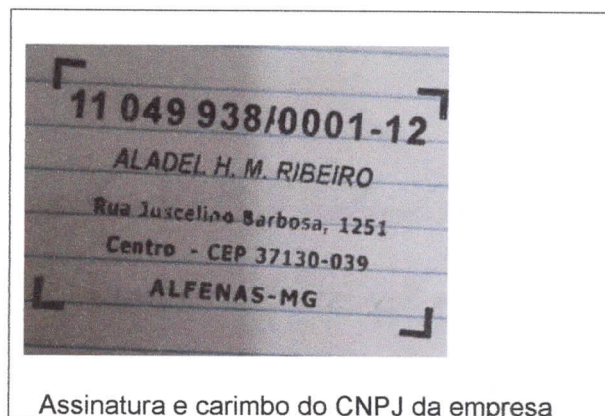 11 049 938/0001-12
ALADEL H. M. RIBEIRO
Rua Juscelino Barbosa, 1251
Centro - CEP 37130-039
ALFENAS-MG
Assinatura e carimbo do CNPJ da empresa